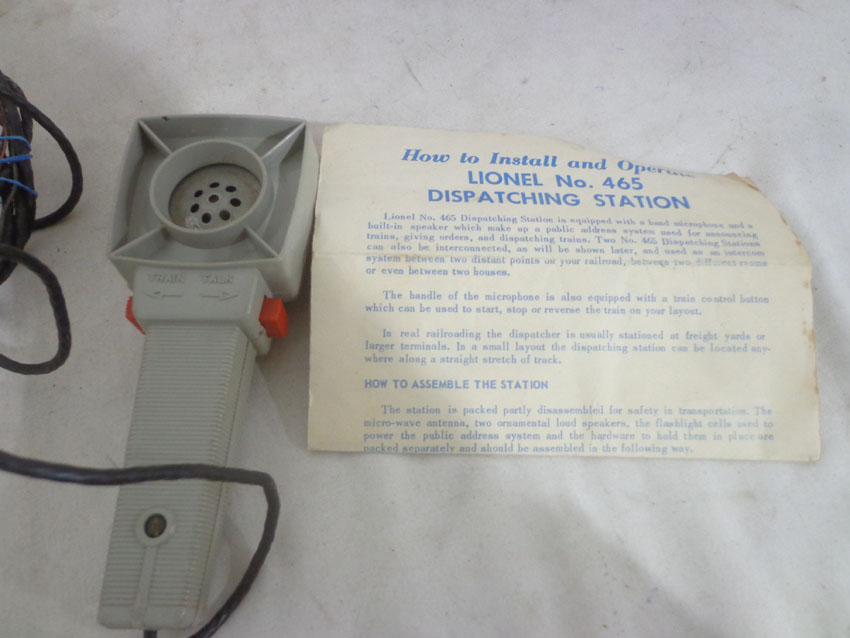 TRAIN TALK
How to Install and Operate
LIONEL No. 465
DISPATCHING STATION
Lionel No. 465 Dispatching Station is equipped with a hand microphone and a
built-in speaker which make up a public address system used for announcing
trains, giving orders, and dispatching trains. Two No. 465 Dispatching Stations
can also be interconnected, as will be shown later, and used as an intercom
system between two distant points on your railroad, between two different rooms
or even between two houses.
The handle of the microphone is also equipped with a train control button
which can be used to start, stop or reverse the train on your layout.
In real railroading the dispatcher is usually stationed at freight yards or
larger terminals. In a small layout the dispatching station can be located any-
where along a straight stretch of track.
HOW TO ASSEMBLE THE STATION
The station is packed partly disassembled for safety in transportation. The
micro-wave antenna, two ornamental loud speakers, the flashlight cells used to
power the public address system and the hardware to hold them in place are
packed separately and should be assembled in the following way.